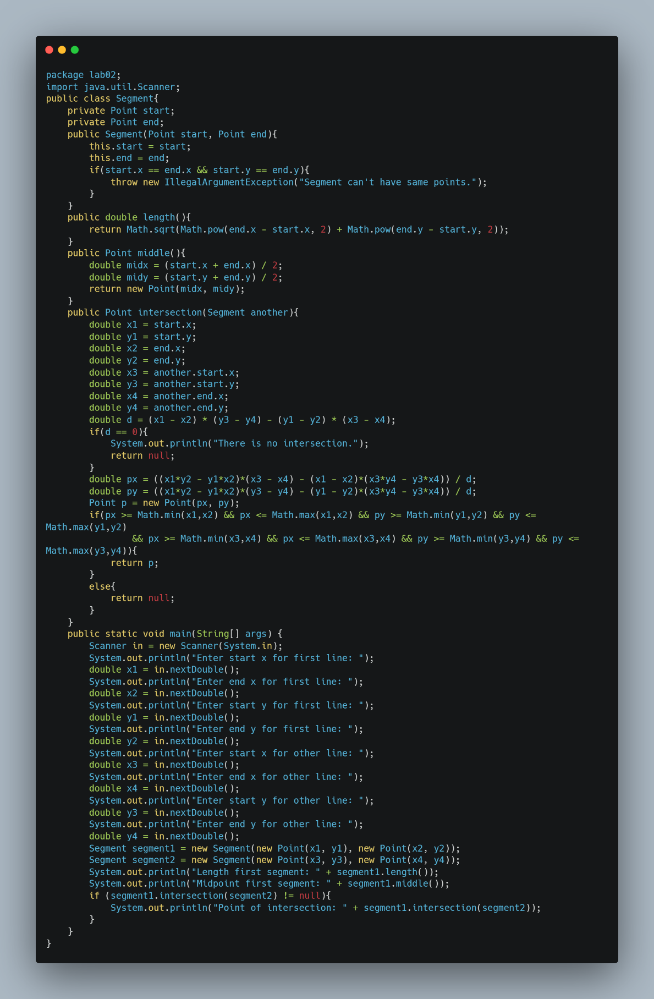 package lab02;
import java.util.Scanner;
public class Segment{
    private Point start;
    private Point end;
    public Segment(Point start, Point end){
        this.start = start;
        this.end = end;
        if(start.x == end.x && start.y == end.y){
            throw new IllegalArgumentException("Segment can't have same points.");
        }
    }
    public double length(){
        return Math.sqrt(Math.pow(end.x - start.x, 2) + Math.pow(end.y - start.y, 2));
    }
    public Point middle(){
        double midx = (start.x + end.x) / 2;
        double midy = (start.y + end.y) / 2;
        return new Point(midx, midy);
    }
    public Point intersection(Segment another){
        double x1 = start.x;
        double y1 = start.y;
        double x2 = end.x;
        double y2 = end.y;
        double x3 = another.start.x;
        double y3 = another.start.y;
        double x4 = another.end.x;
        double y4 = another.end.y;
        double d = (x1 - x2) * (y3 - y4) - (y1 - y2) * (x3 - x4);
        if(d == 0){
            System.out.println("There is no intersection.");
            return null;
        }
        double px = ((x1*y2 - y1*x2)*(x3 - x4) - (x1 - x2)*(x3*y4 - y3*x4)) / d;
        double py = ((x1*y2 - y1*x2)*(y3 - y4) - (y1 - y2)*(x3*y4 - y3*x4)) / d;
        Point p = new Point(px, py);
        if(px >= Math.min(x1,x2) && px <= Math.max(x1,x2) && py >= Math.min(y1,y2) && py <=
Math.max(y1,y2)
                && px >= Math.min(x3,x4) && px <= Math.max(x3,x4) && py >= Math.min(y3,y4) && py <=
Math.max(y3,y4)){
            return p;
        }
        else{
            return null;
        }
    }
    public static void main(String[] args) {
        Scanner in = new Scanner(System.in);
        System.out.println("Enter start x for first line: ");
        double x1 = in.nextDouble();
        System.out.println("Enter end x for first line: ");
        double x2 = in.nextDouble();
        System.out.println("Enter start y for first line: ");
        double y1 = in.nextDouble();
        System.out.println("Enter end y for first line: ");
        double y2 = in.nextDouble();
        System.out.println("Enter start x for other line: ");
        double x3 = in.nextDouble();
        System.out.println("Enter end x for other line: ");
        double x4 = in.nextDouble();
        System.out.println("Enter start y for other line: ");
        double y3 = in.nextDouble();
        System.out.println("Enter end y for other line: ");
        double y4 = in.nextDouble();
        Segment segment1 = new Segment(new Point(x1, y1), new Point(x2, y2));
        Segment segment2 = new Segment(new Point(x3, y3), new Point(x4, y4));
        System.out.println("Length first segment: " + segment1.length());
        System.out.println("Midpoint first segment: " + segment1.middle());
        if (segment1.intersection(segment2) != null){
            System.out.println("Point of intersection: " + segment1.intersection(segment2));
        }
    }
}